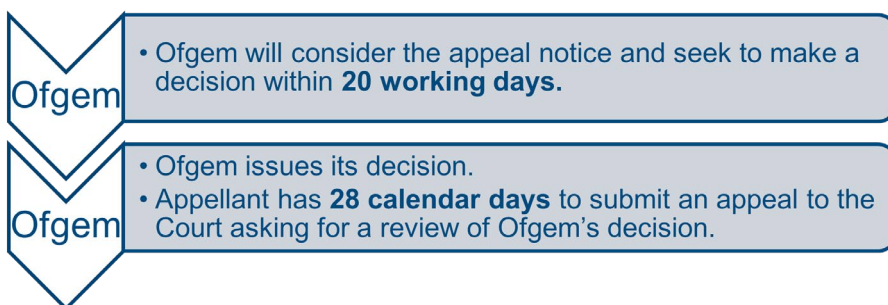 Ofgem
• Ofgem will consider the appeal notice and seek to make a
decision within 20 working days.
Ofgem
• Ofgem issues its decision.
• Appellant has 28 calendar days to submit an appeal to the
Court asking for a review of Ofgem's decision.